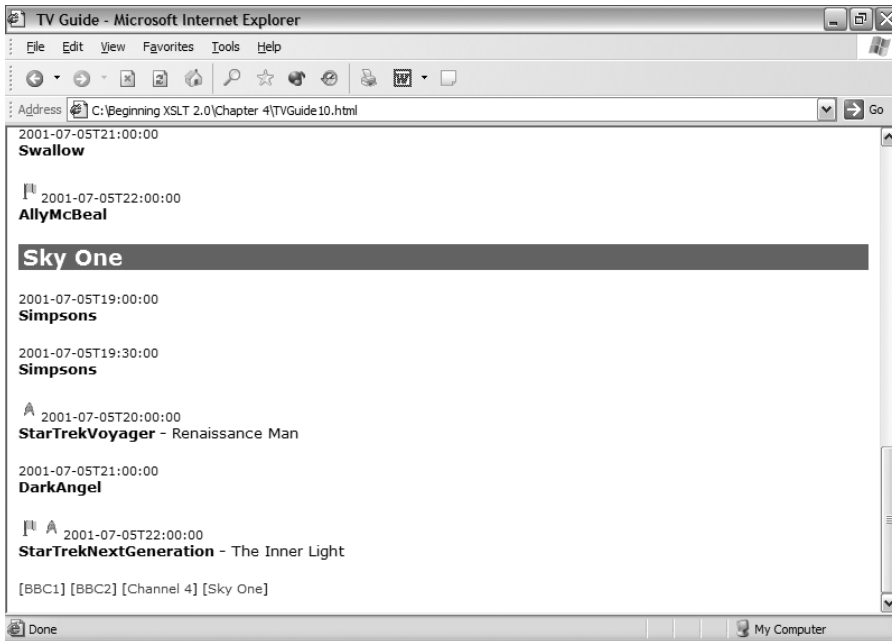 TV Guide - Microsoft Internet Explorer
File Edit View Favorites Tools Help
Address C:\Beginning XSLT 2.0\Chapter 4\TVGuide10.html Go
2001-07-05T21:00:00
Swallow
2001-07-05T22:00:00
AllyMcBeal
Sky One
2001-07-05T19:00:00
Simpsons
2001-07-05T19:30:00
Simpsons
2001-07-05T20:00:00
StarTrekVoyager - Renaissance Man
2001-07-05T21:00:00
DarkAngel
2001-07-05T22:00:00
StarTrekNextGeneration - The Inner Light
[BBC1] [BBC2] [Channel 4] [Sky One]
Done My Computer